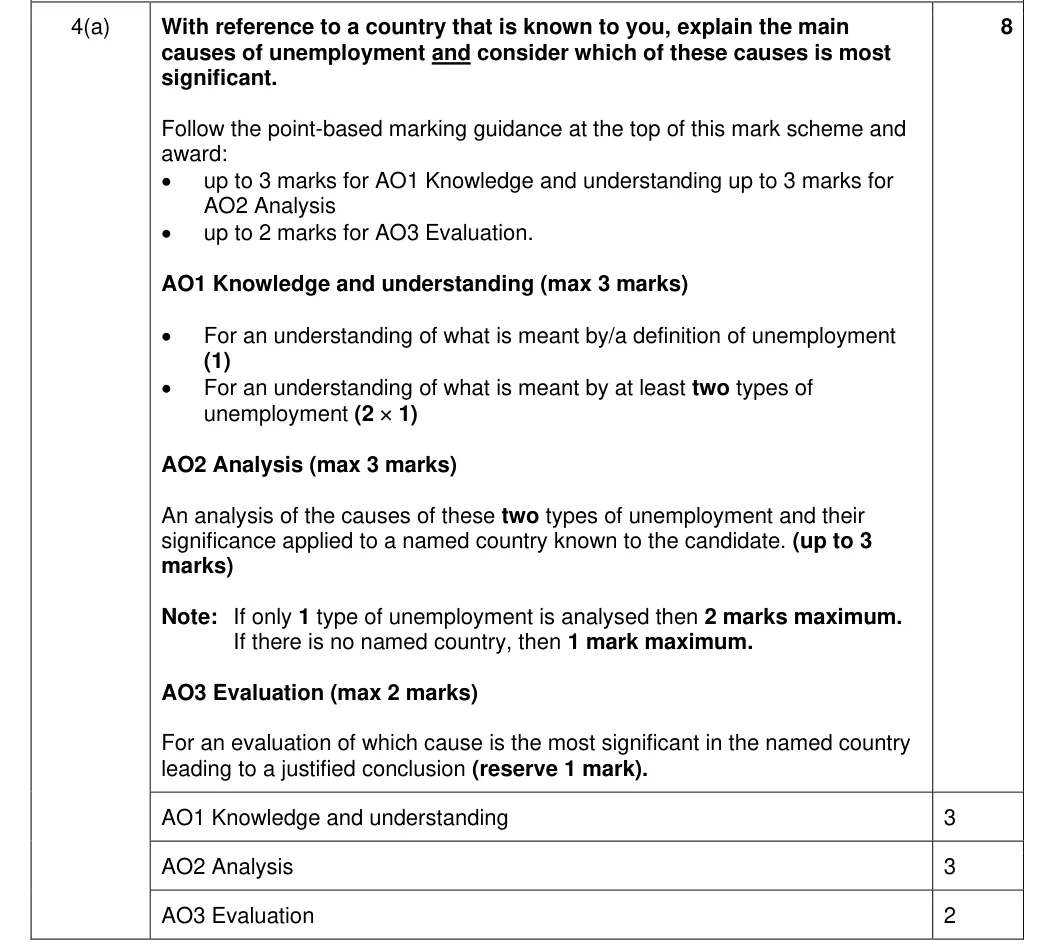 4(a) With reference to a country that is known to you, explain the main 8
causes of unemployment and consider which of these causes is most
significant.
Follow the point-based marking guidance at the top of this mark scheme and
award:
• up to 3 marks for AO1 Knowledge and understanding up to 3 marks for
AO2 Analysis
• up to 2 marks for AO3 Evaluation.
AO1 Knowledge and understanding (max 3 marks)
• For an understanding of what is meant by/a definition of unemployment
(1)
• For an understanding of what is meant by at least two types of
unemployment (2 × 1)
AO2 Analysis (max 3 marks)
An analysis of the causes of these two types of unemployment and their
significance applied to a named country known to the candidate. (up to 3
marks)
Note: If only 1 type of unemployment is analysed then 2 marks maximum.
If there is no named country, then 1 mark maximum.
AO3 Evaluation (max 2 marks)
For an evaluation of which cause is the most significant in the named country
leading to a justified conclusion (reserve 1 mark).
AO1 Knowledge and understanding 3
AO2 Analysis 3
AO3 Evaluation 2